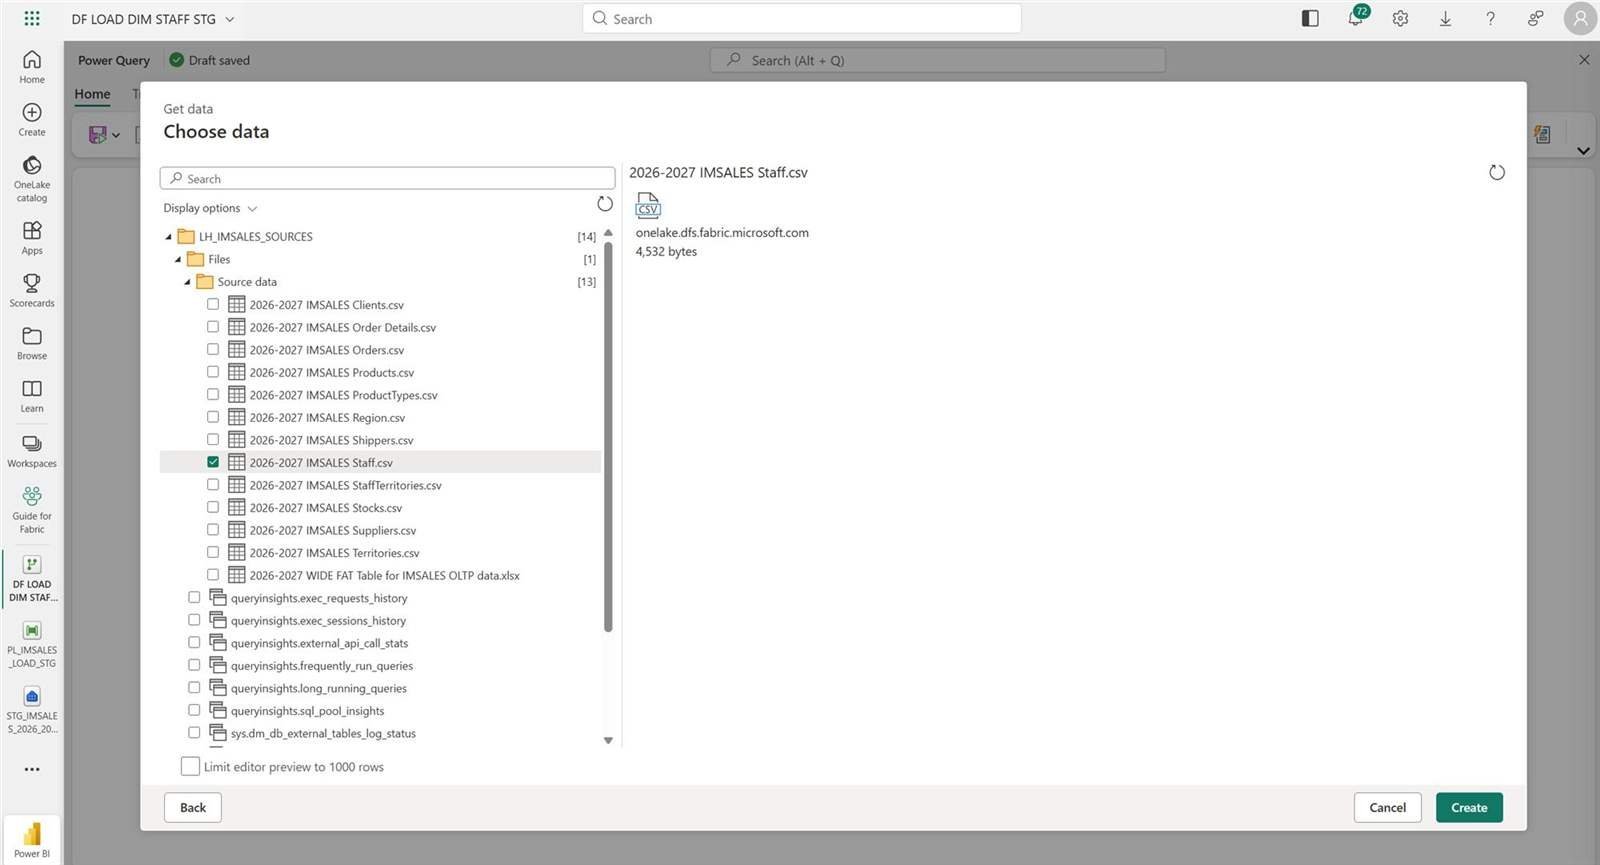 DF LOAD DIM STAFF STG
Search
72
Home
Create
OneLake
catalog
Apps
Scorecards
Browse
Learn
Workspaces
Guide for
Fabric
DF LOAD
DIM STAF...
PL_IMSALES
_LOAD_STG
STG_IMSALE
S_2026_20...
Power BI
Power Query
Draft saved
Search (Alt + Q)
Home
Get data
Choose data
Search
Display options
LH_IMSALES_SOURCES [14]
Files [1]
Source data [13]
2026-2027 IMSALES Clients.csv
2026-2027 IMSALES Order Details.csv
2026-2027 IMSALES Orders.csv
2026-2027 IMSALES Products.csv
2026-2027 IMSALES ProductTypes.csv
2026-2027 IMSALES Region.csv
2026-2027 IMSALES Shippers.csv
2026-2027 IMSALES Staff.csv
2026-2027 IMSALES StaffTerritories.csv
2026-2027 IMSALES Stocks.csv
2026-2027 IMSALES Suppliers.csv
2026-2027 IMSALES Territories.csv
2026-2027 WIDE FAT Table for IMSALES OLTP data.xlsx
queryinsights.exec_requests_history
queryinsights.exec_sessions_history
queryinsights.external_api_call_stats
queryinsights.frequently_run_queries
queryinsights.long_running_queries
queryinsights.sql_pool_insights
sys.dm_db_external_tables_log_status
Limit editor preview to 1000 rows
2026-2027 IMSALES Staff.csv
CSV
onelake.dfs.fabric.microsoft.com
4,532 bytes
Back
Cancel
Create